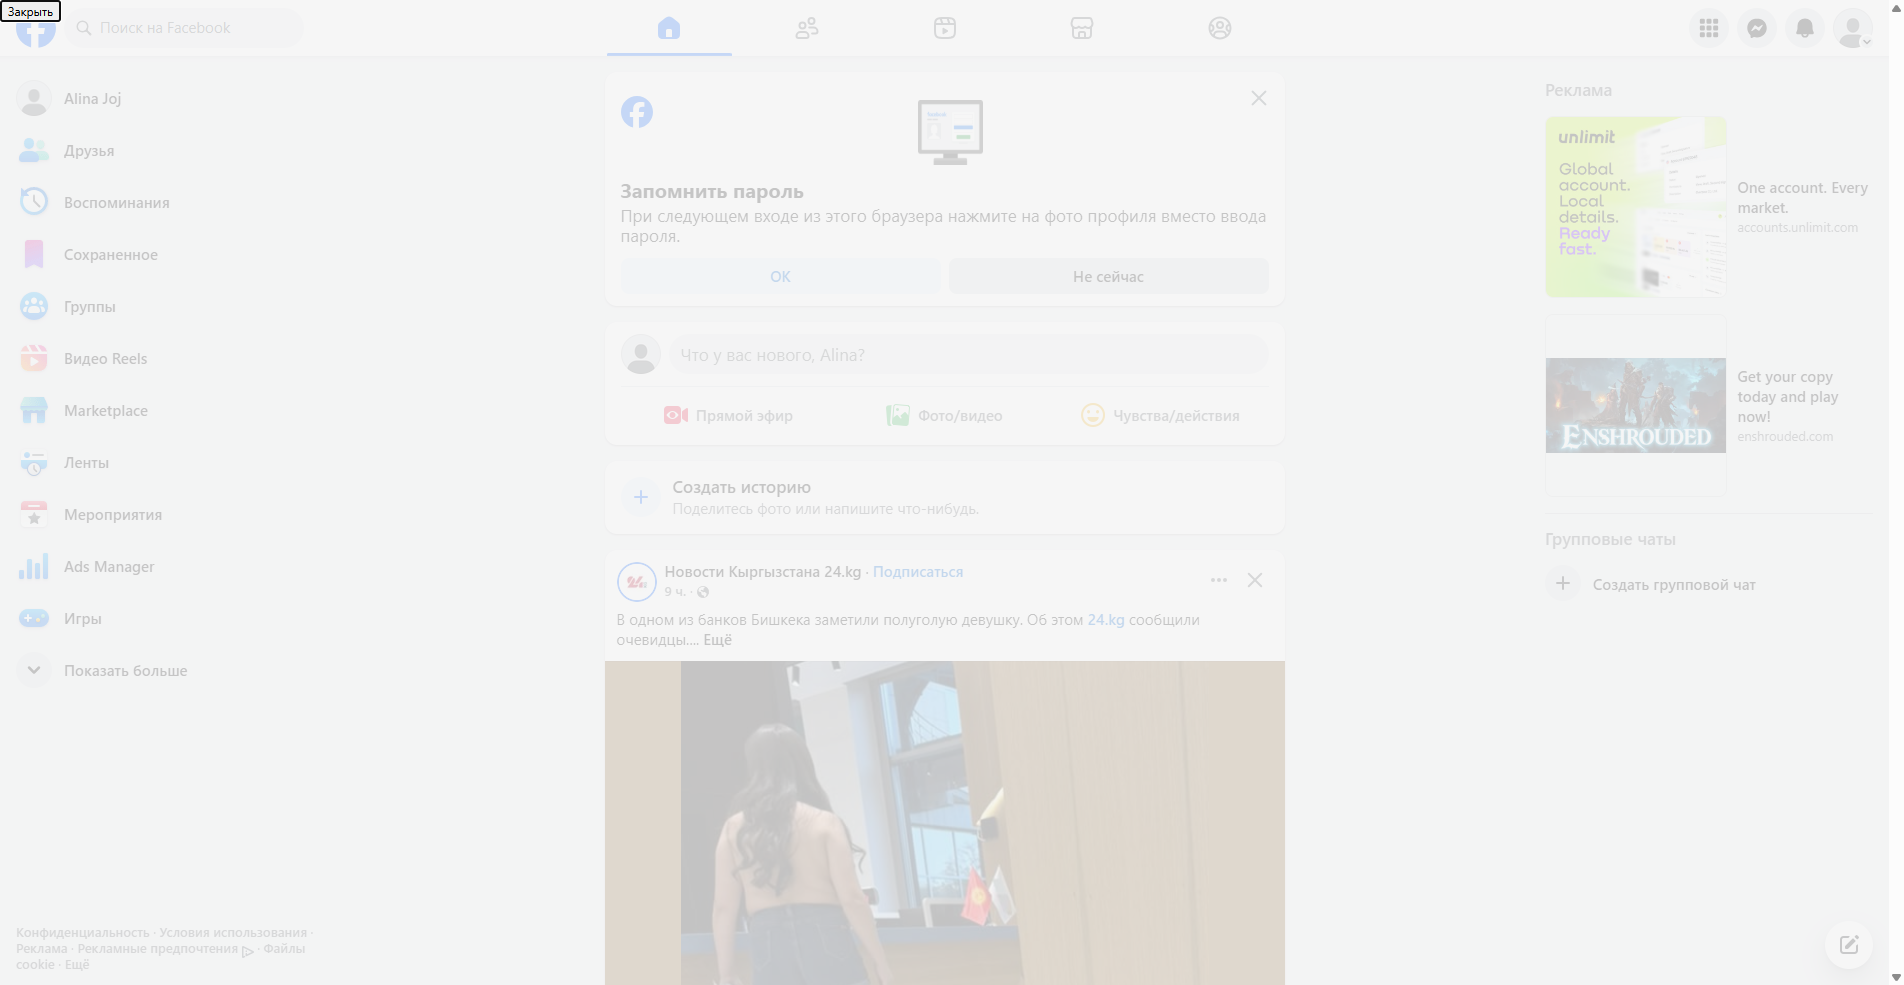 Закрыть
Поиск на Facebook
Alina Joj
Друзья
Воспоминания
Сохраненное
Группы
Видео Reels
Marketplace
Ленты
Мероприятия
Ads Manager
Игры
Показать больше
Конфиденциальность · Условия использования ·
Реклама · Рекламные предпочтения · Файлы
cookie · Ещё
Запомнить пароль
При следующем входе из этого браузера нажмите на фото профиля вместо ввода
пароля.
ОК
Не сейчас
Что у вас нового, Alina?
Прямой эфир
Фото/видео
Чувства/действия
Создать историю
Поделитесь фото или напишите что-нибудь.
Новости Кыргызстана 24.kg · Подписаться
9 ч. ·
В одном из банков Бишкека заметили полуголую девушку. Об этом 24.kg сообщили
очевидцы.... Ещё
Реклама
unlimit
Global
account.
Local
details.
Ready
fast.
One account. Every
market.
accounts.unlimit.com
ENSHROUDED
Get your copy
today and play
now!
enshrouded.com
Групповые чаты
Создать групповой чат